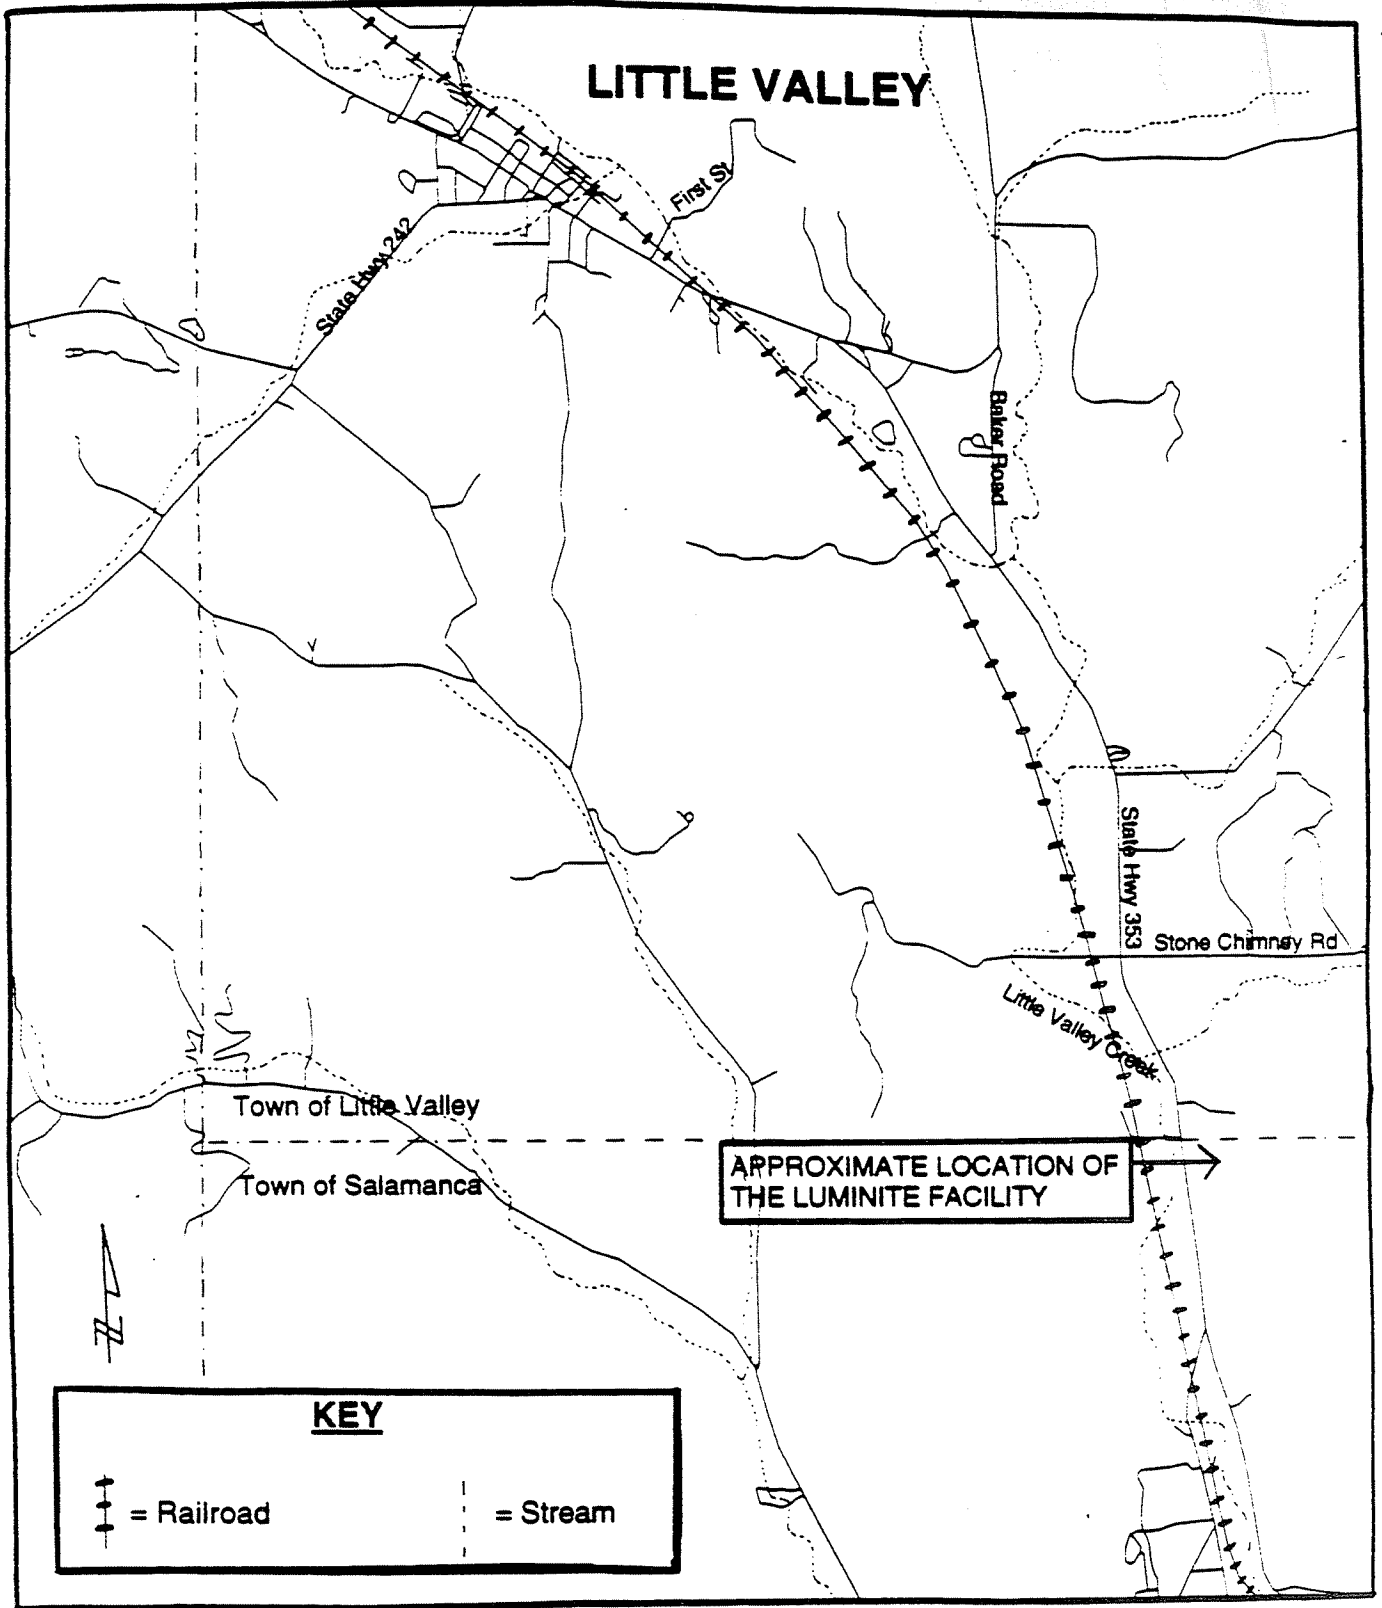 LITTLE VALLEY
First St
State Hwy 242
Baker Road
State Hwy 353
Stone Chimney Rd
Little Valley Creek
Town of Little Valley
Town of Salamanca
APPROXIMATE LOCATION OF
THE LUMINITE FACILITY
N
KEY
= Railroad
= Stream